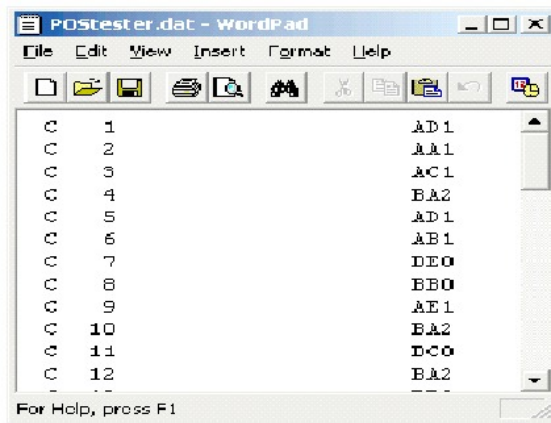 POStester.dat - WordPad
File Edit View Insert Format Help
C 1 AD1
C 2 AA1
C 3 AC1
C 4 BA2
C 5 AD1
C 6 AB1
C 7 DE0
C 8 BB0
C 9 AE1
C 10 BA2
C 11 DC0
C 12 BA2
For Help, press F1